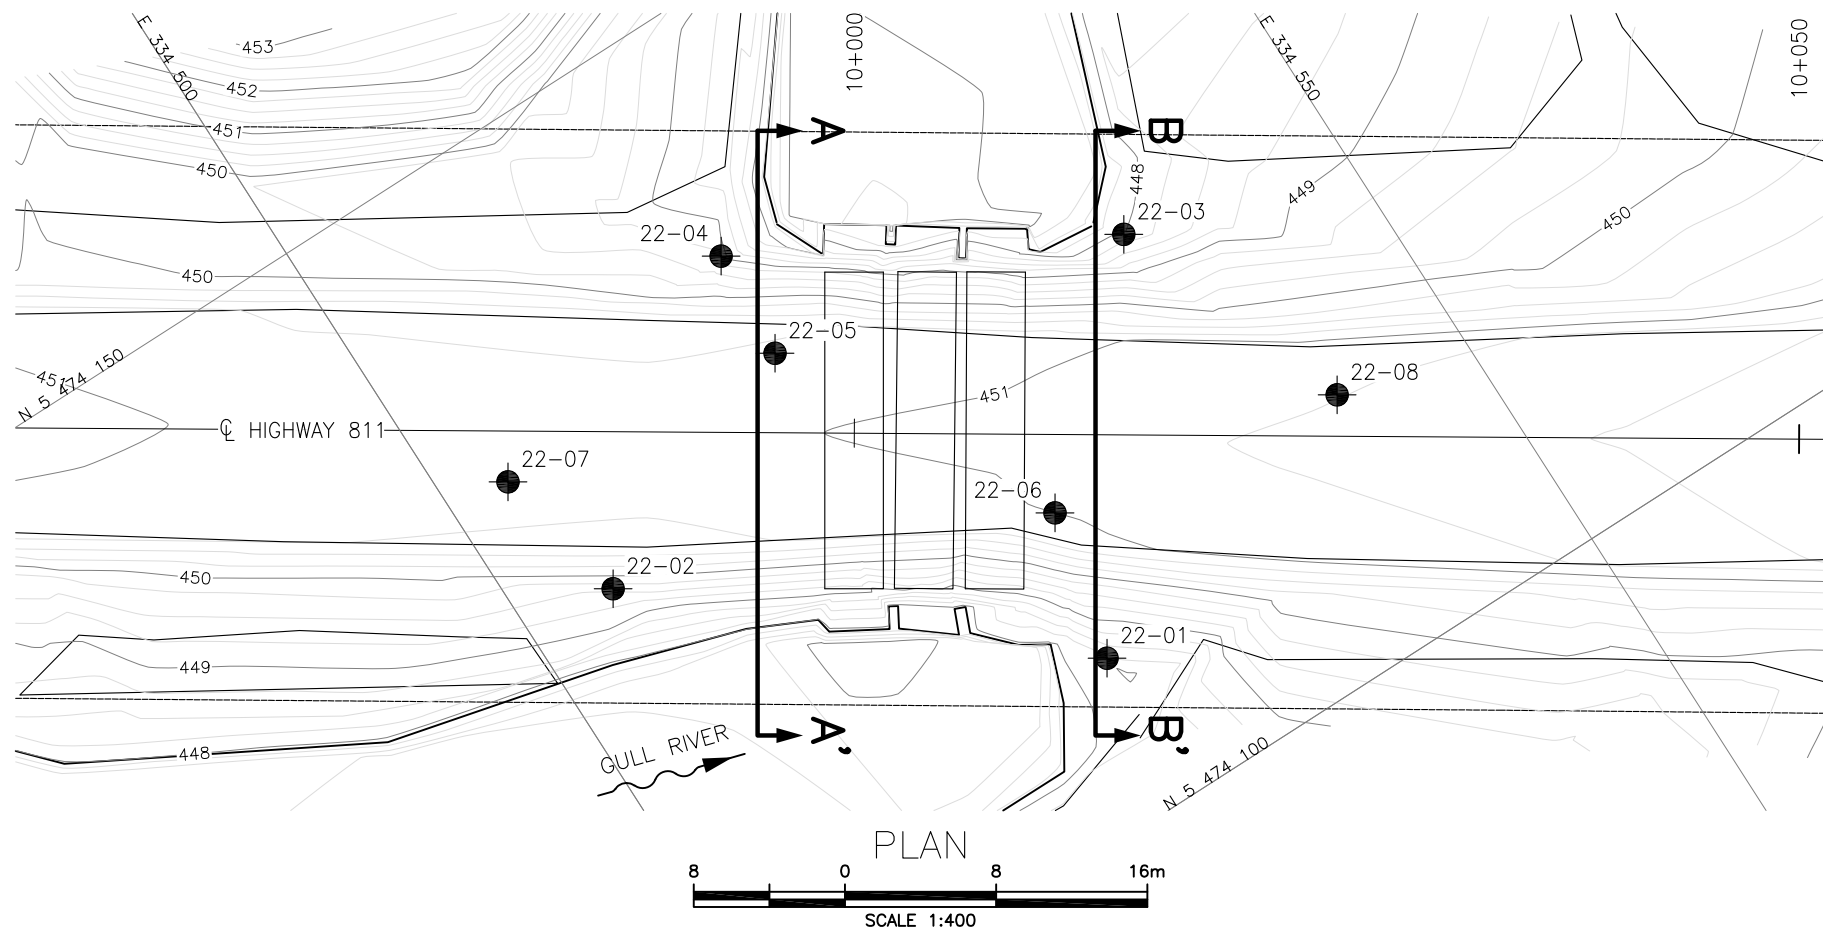 E 334 500
10+000
E 334 550
10+050
453
452
451
450
A
B
448
449
450
22-03
22-04
450
22-05
451
N 5 474 150
451
22-08
℄ HIGHWAY 811
22-07
22-06
450
22-02
449
22-01
448
GULL RIVER
A'
B'
N 5 474 100
PLAN
8 0 8 16m
SCALE 1:400